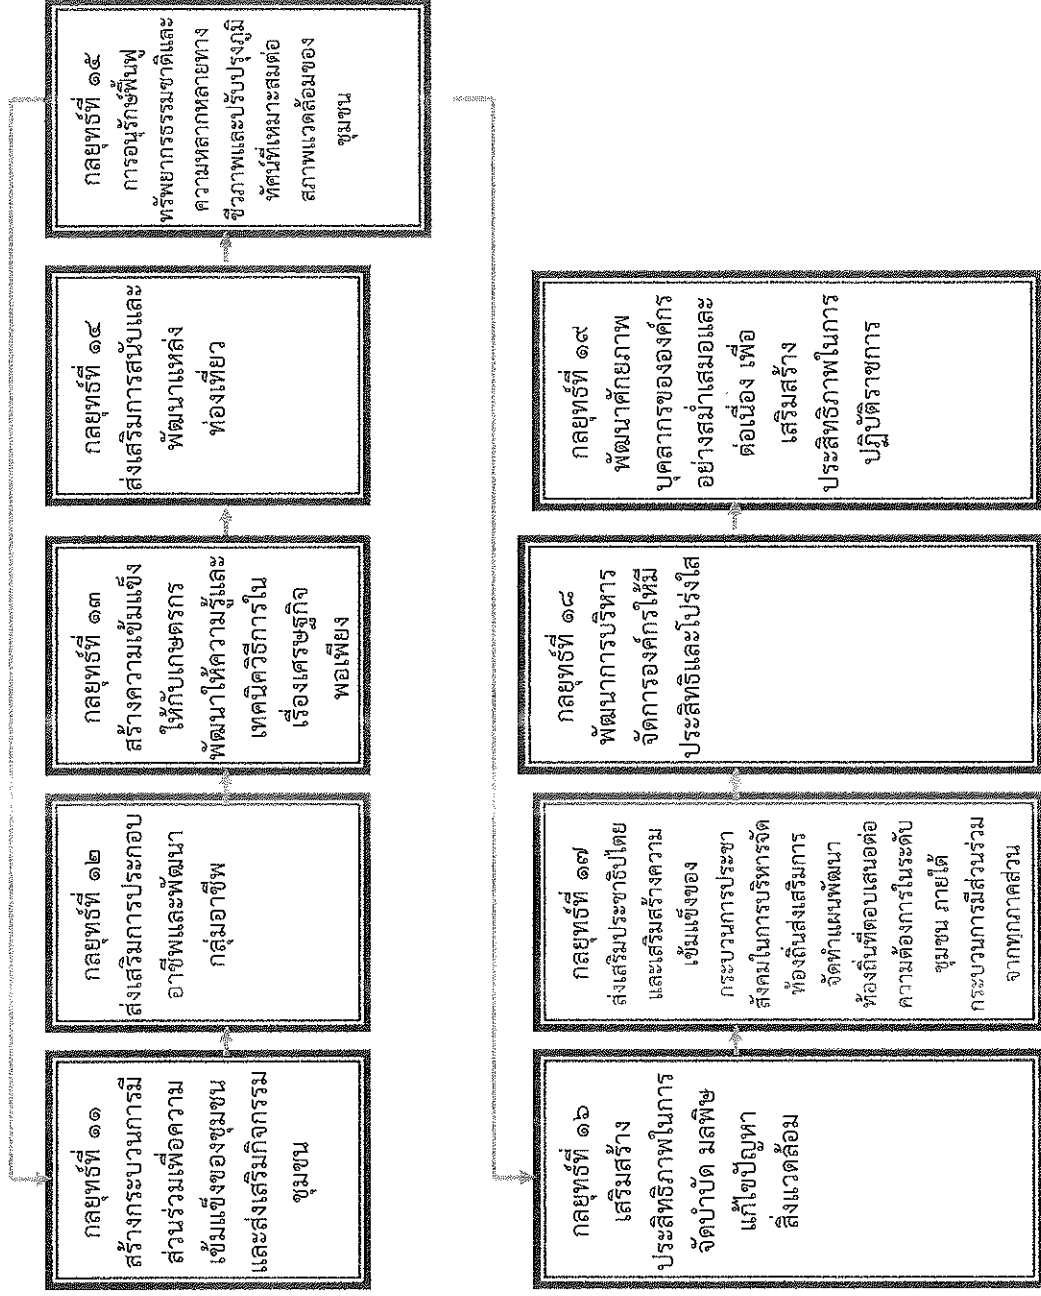 กลยุทธ์ที่ ๑๑
สร้างกระบวนการมี
ส่วนร่วมเพื่อความ
เข้มแข็งของชุมชน
และส่งเสริมกิจกรรม
ชุมชน
กลยุทธ์ที่ ๑๒
ส่งเสริมการประกอบ
อาชีพและพัฒนา
กลุ่มอาชีพ
กลยุทธ์ที่ ๑๓
สร้างความเข้มแข็ง
ให้กับเกษตรกร
พัฒนาให้ความรู้และ
เทคนิควิธีการใน
เรื่องเศรษฐกิจ
พอเพียง
กลยุทธ์ที่ ๑๔
ส่งเสริมการสนับและ
พัฒนาแหล่ง
ท่องเที่ยว
กลยุทธ์ที่ ๑๕
การอนุรักษ์ฟื้นฟู
ทรัพยากรธรรมชาติและ
ความหลากหลายทาง
ชีวภาพและปรับปรุงภูมิ
ทัศน์ที่เหมาะสมต่อ
สภาพแวดล้อมของ
ชุมชน
กลยุทธ์ที่ ๑๖
เสริมสร้าง
ประสิทธิภาพในการ
จัดบำบัด มลพิษ
แก้ไขปัญหา
สิ่งแวดล้อม
กลยุทธ์ที่ ๑๗
ส่งเสริมประชาธิปไตย
และเสริมสร้างความ
เข้มแข็งของ
กระบวนการประชา
สังคมในการบริหารจัด
ท้องถิ่นส่งเสริมการ
จัดทำแผนพัฒนา
ท้องถิ่นที่ตอบเสนอต่อ
ความต้องการในระดับ
ชุมชน ภายใต้
กระบวนการมีส่วนร่วม
จากทุกภาคส่วน
กลยุทธ์ที่ ๑๘
พัฒนาการบริหาร
จัดการองค์กรให้มี
ประสิทธิและโปร่งใส
กลยุทธ์ที่ ๑๙
พัฒนาศักยภาพ
บุคลากรขององค์กร
อย่างสม่ำเสมอและ
ต่อเนื่อง เพื่อ
เสริมสร้าง
ประสิทธิภาพในการ
ปฏิบัติราชการ